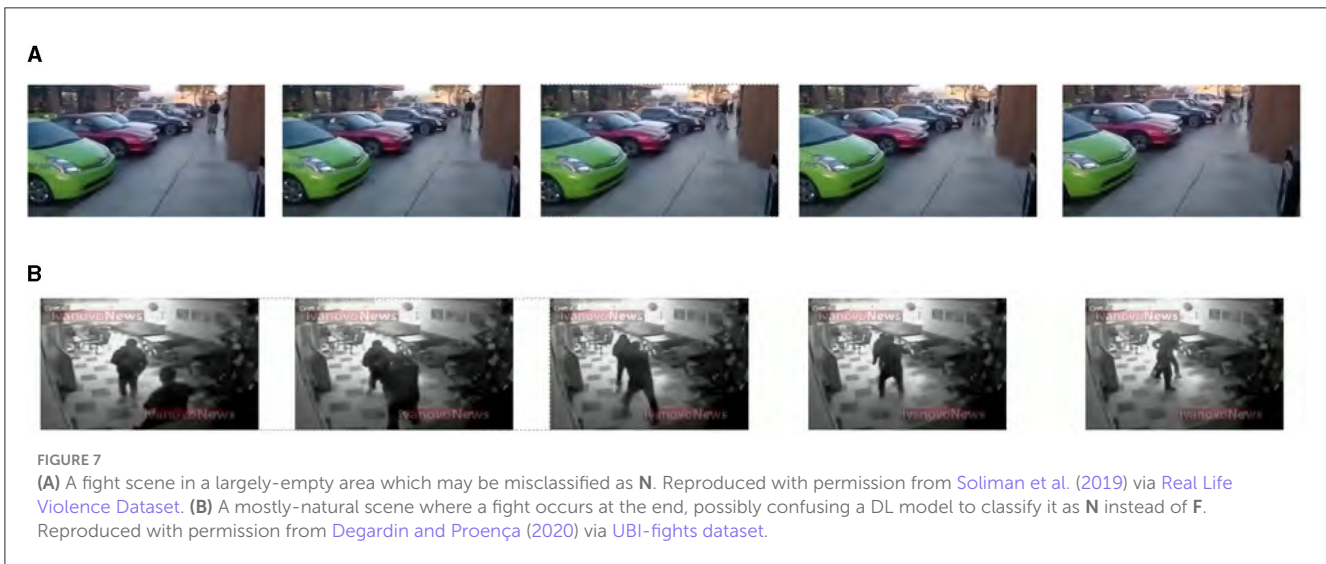 A
B
IvanovoNews
IvanovoNews
IvanovoNews
IvanovoNews
IvanovoNews
IvanovoNews
IvanovoNews
IvanovoNews
IvanovoNews
IvanovoNews
FIGURE 7
(A) A fight scene in a largely-empty area which may be misclassified as N. Reproduced with permission from Soliman et al. (2019) via Real Life
Violence Dataset. (B) A mostly-natural scene where a fight occurs at the end, possibly confusing a DL model to classify it as N instead of F.
Reproduced with permission from Degardin and Proença (2020) via UBI-fights dataset.